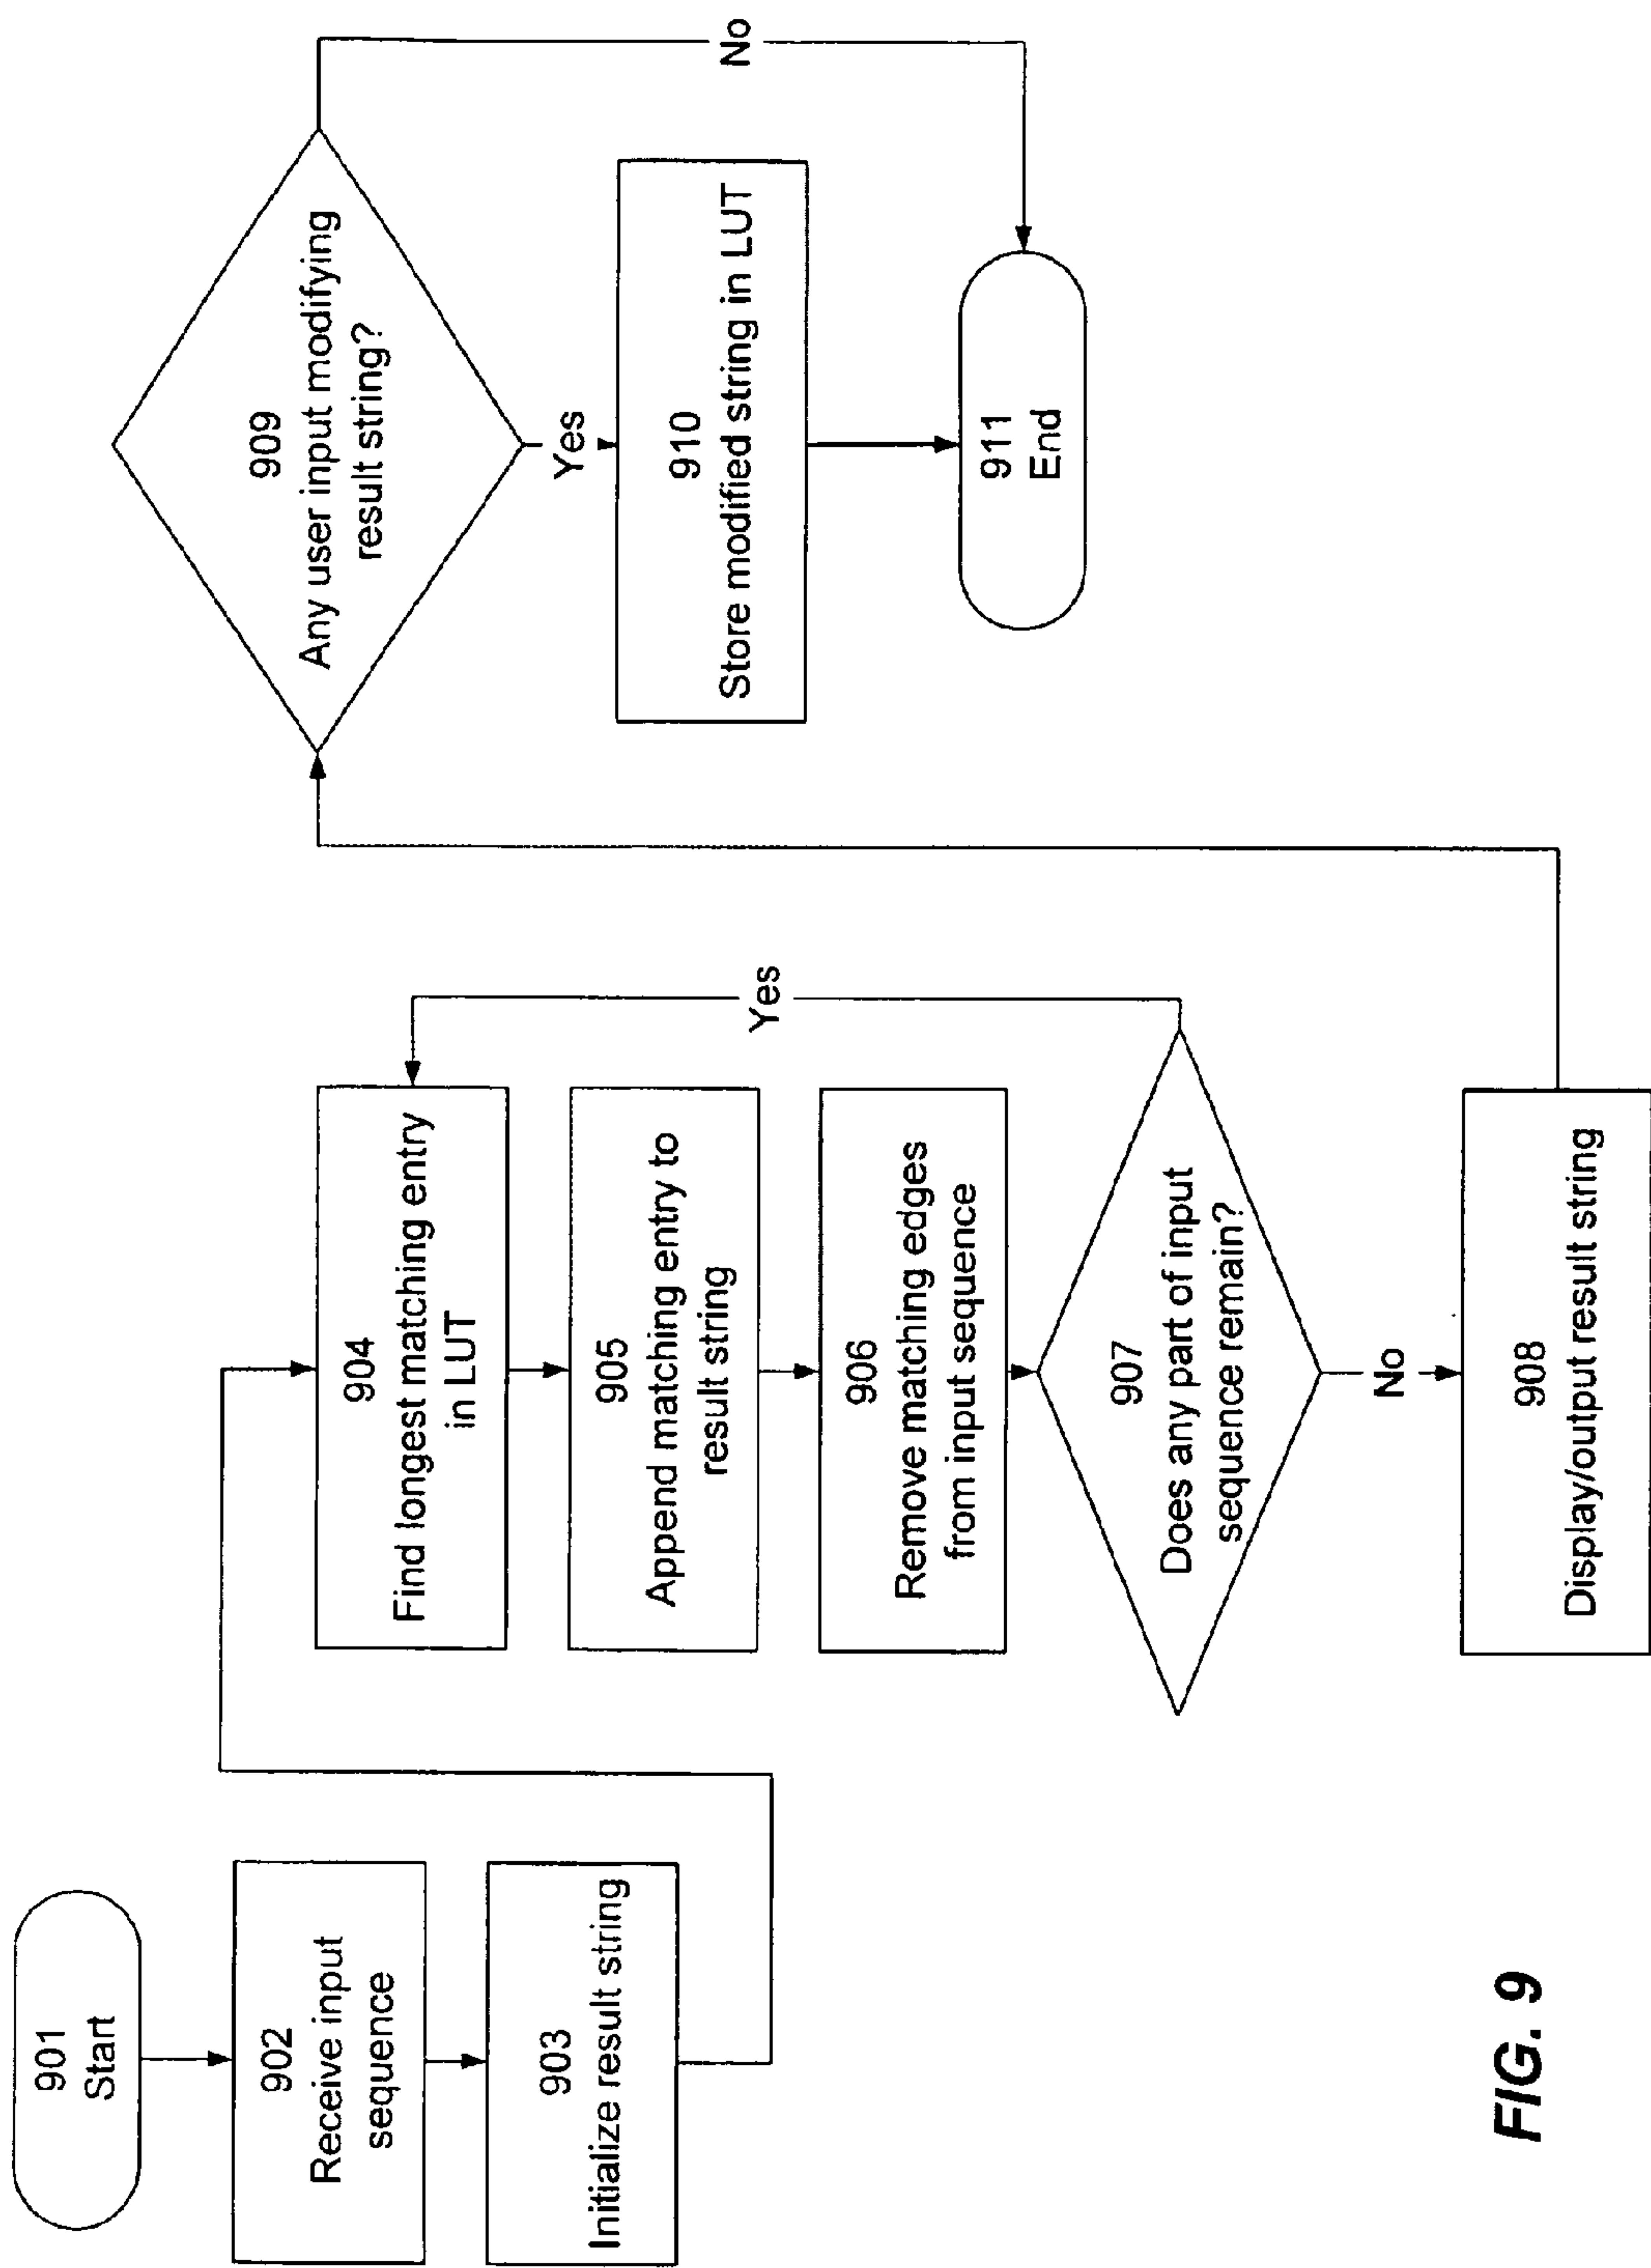 901
Start
902
Receive input
sequence
903
Initialize result string
904
Find longest matching entry
in LUT
905
Append matching entry to
result string
906
Remove matching edges
from input sequence
907
Does any part of input
sequence remain?
Yes
No
908
Display/output result string
909
Any user input modifying
result string?
Yes
No
910
Store modified string in LUT
911
End
FIG. 9